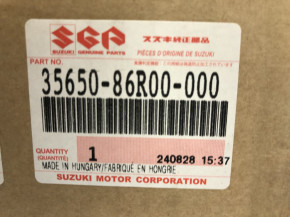 SGP
スズキ純正部品
SUZUKI GENUINE PARTS
PIÈCES D'ORIGINE DE SUZUKI
PART NO.
35650-86R00-000
QUANTITY
(QUANTITÉ)
1
240828 15:37
MADE IN HUNGARY/FABRIQUÉ EN HONGRIE
SUZUKI MOTOR CORPORATION